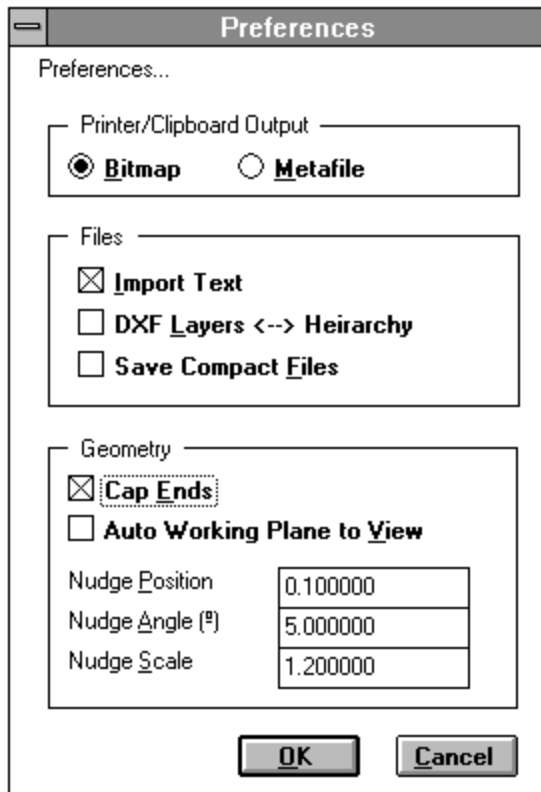 Preferences
Preferences...
Printer/Clipboard Output
Bitmap Metafile
Files
Import Text
DXF Layers <--> Heirarchy
Save Compact Files
Geometry
Cap Ends
Auto Working Plane to View
Nudge Position 0.100000
Nudge Angle (º) 5.000000
Nudge Scale 1.200000
OK Cancel